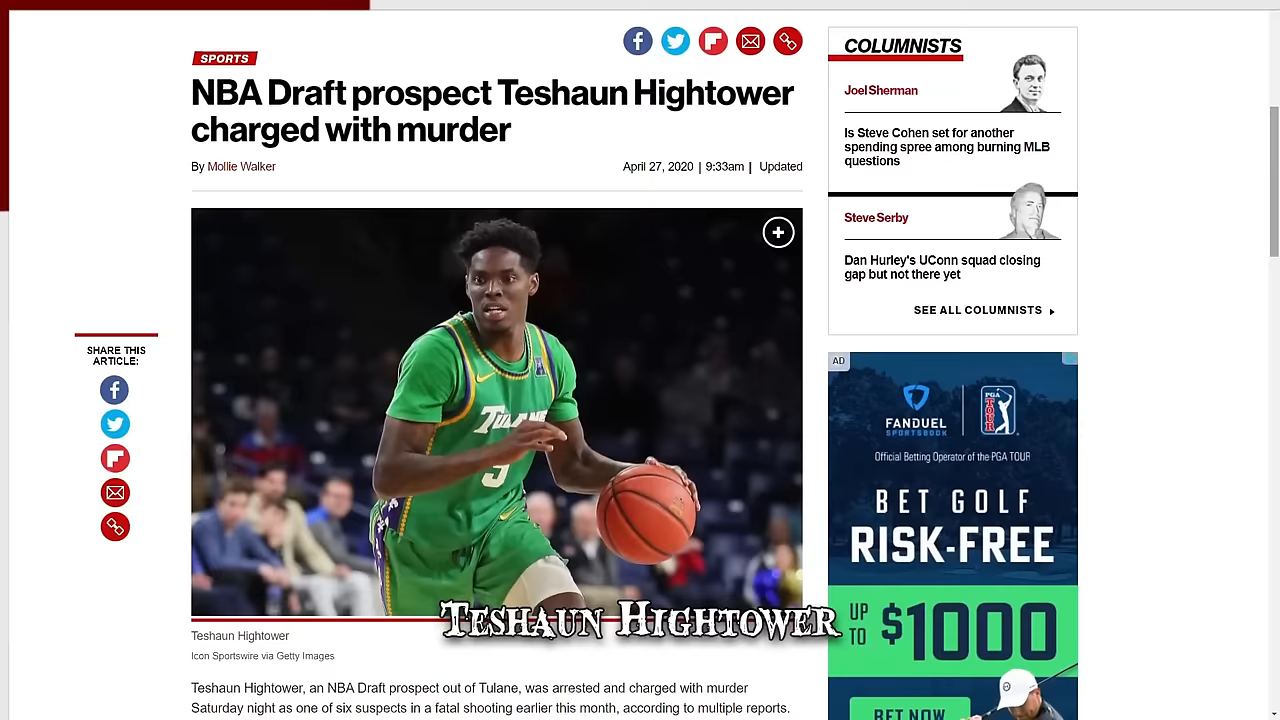 SPORTS
NBA Draft prospect Teshaun Hightower
charged with murder
By Mollie Walker
April 27, 2020 | 9:33am | Updated
SHARE THIS
ARTICLE:
TULANE
3
TESHAUN HIGHTOWER
Teshaun Hightower
Icon Sportswire via Getty Images
Teshaun Hightower, an NBA Draft prospect out of Tulane, was arrested and charged with murder
Saturday night as one of six suspects in a fatal shooting earlier this month, according to multiple reports.
COLUMNISTS
Joel Sherman
Is Steve Cohen set for another
spending spree among burning MLB
questions
Steve Serby
Dan Hurley's UConn squad closing
gap but not there yet
SEE ALL COLUMNISTS
AD
FANDUEL
SPORTSBOOK
PGA TOUR
Official Betting Operator of the PGA TOUR
BET GOLF
RISK-FREE
UP
TO
$1000
BET NOW